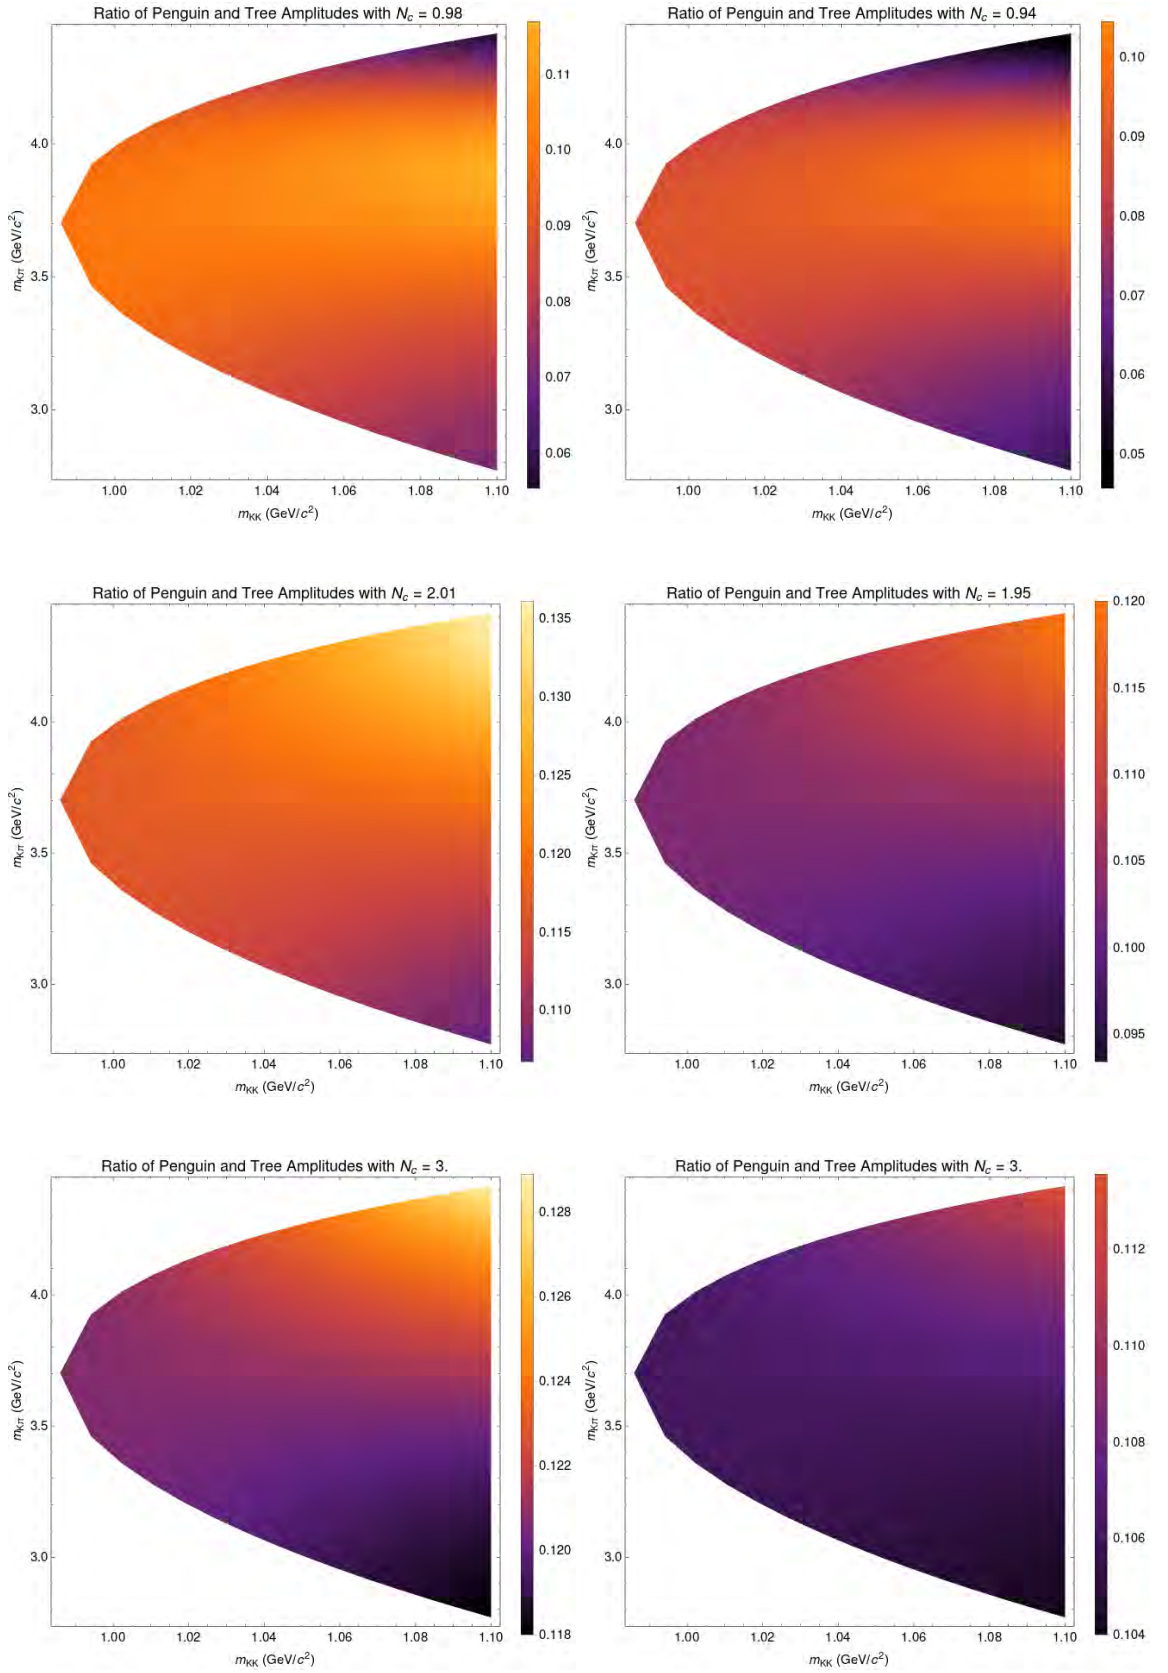 Ratio of Penguin and Tree Amplitudes with Nc = 0.98
4.0
3.5
3.0
mKπ (GeV/c²)
1.00 1.02 1.04 1.06 1.08 1.10
mKK (GeV/c²)
0.11
0.10
0.09
0.08
0.07
0.06
Ratio of Penguin and Tree Amplitudes with Nc = 0.94
4.0
3.5
3.0
mKπ (GeV/c²)
1.00 1.02 1.04 1.06 1.08 1.10
mKK (GeV/c²)
0.10
0.09
0.08
0.07
0.06
0.05
Ratio of Penguin and Tree Amplitudes with Nc = 2.01
4.0
3.5
3.0
mKπ (GeV/c²)
1.00 1.02 1.04 1.06 1.08 1.10
mKK (GeV/c²)
0.135
0.130
0.125
0.120
0.115
0.110
Ratio of Penguin and Tree Amplitudes with Nc = 1.95
4.0
3.5
3.0
mKπ (GeV/c²)
1.00 1.02 1.04 1.06 1.08 1.10
mKK (GeV/c²)
0.120
0.115
0.110
0.105
0.100
0.095
Ratio of Penguin and Tree Amplitudes with Nc = 3.
4.0
3.5
3.0
mKπ (GeV/c²)
1.00 1.02 1.04 1.06 1.08 1.10
mKK (GeV/c²)
0.128
0.126
0.124
0.122
0.120
0.118
Ratio of Penguin and Tree Amplitudes with Nc = 3.
4.0
3.5
3.0
mKπ (GeV/c²)
1.00 1.02 1.04 1.06 1.08 1.10
mKK (GeV/c²)
0.112
0.110
0.108
0.106
0.104